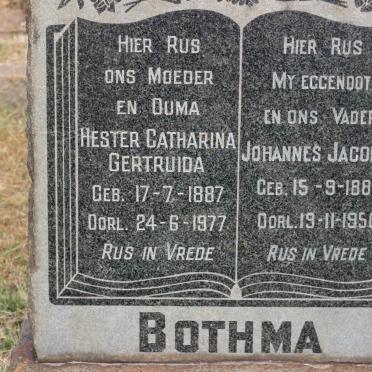 HIER RUS
ONS MOEDER
EN OUMA
HESTER CATHARINA
GERTRUIDA
GEB. 17-7-1887
OORL. 24-6-1977
RUS IN VREDE
HIER RUS
MY EGGENOOT
EN ONS VADER
JOHANNES JACO
GEB. 15-9-188
OORL. 19-11-195
RUS IN VREDE
BOTHMA